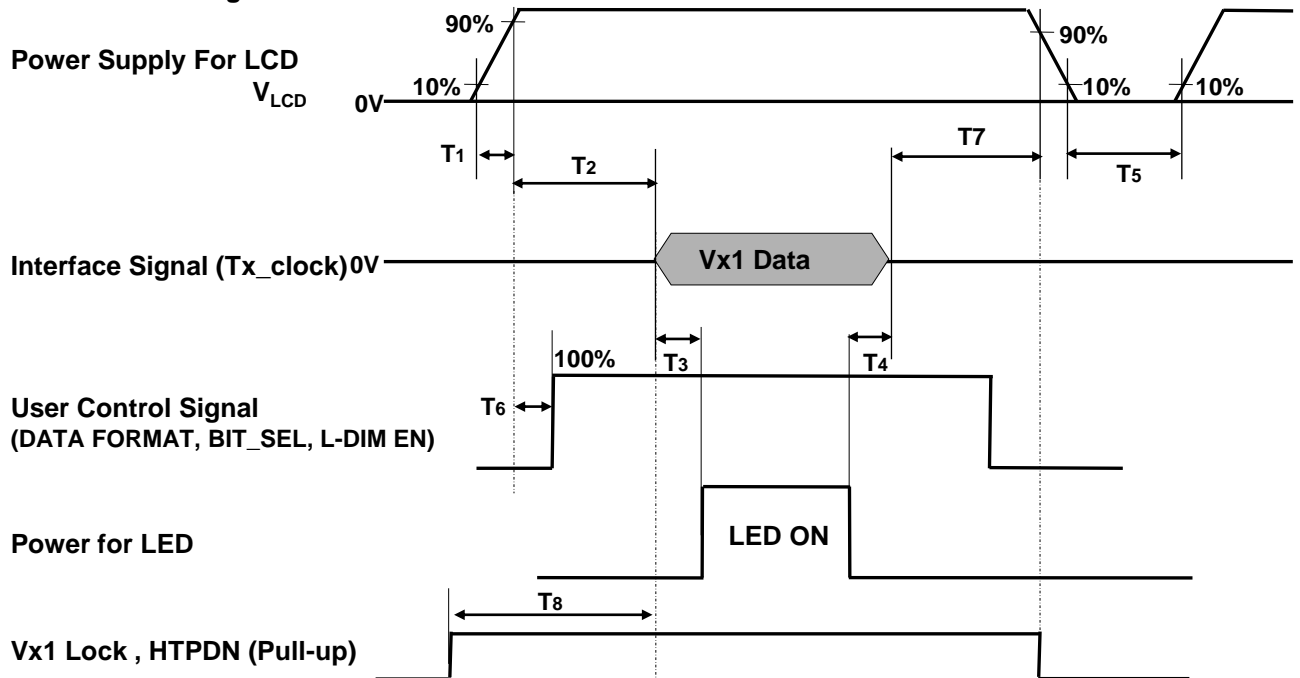 90%
90%
Power Supply For LCD
VLCD
10%
10%
10%
0V
T1
T2
T7
T5
Interface Signal (Tx_clock)
0V
Vx1 Data
100%
T3
T4
User Control Signal
T6
(DATA FORMAT, BIT_SEL, L-DIM EN)
Power for LED
LED ON
T8
Vx1 Lock , HTPDN (Pull-up)